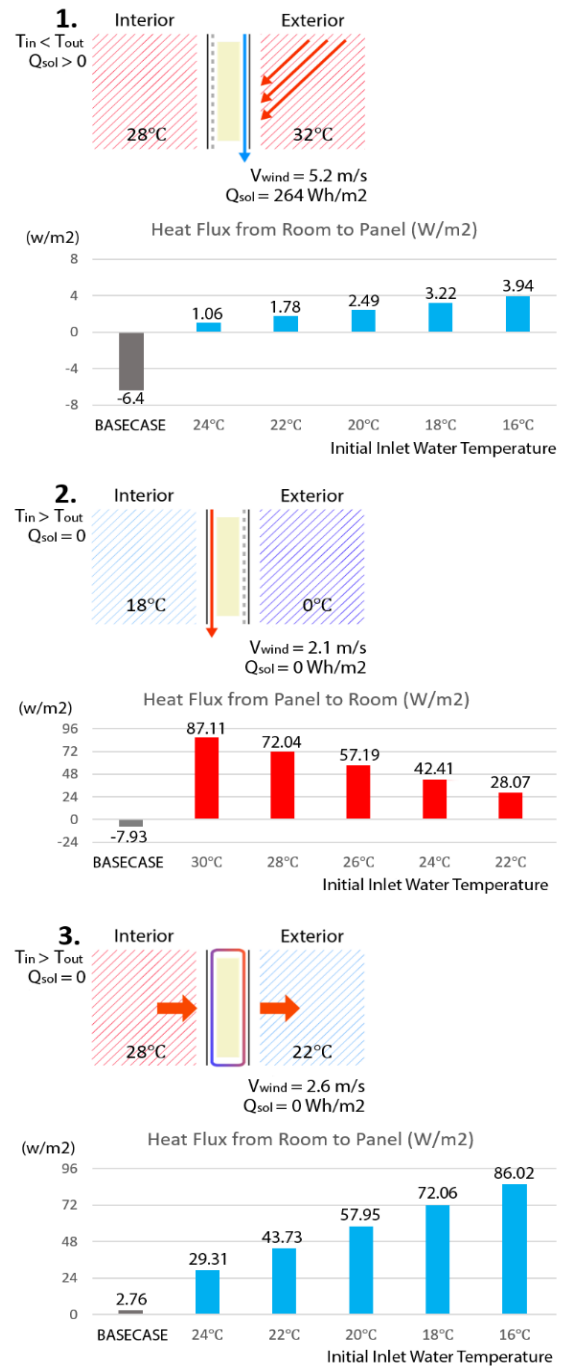 1.
Interior
Exterior
Tin < Tout
Qsol > 0
28°C
32°C
Vwind = 5.2 m/s
Qsol = 264 Wh/m2
(w/m2)
Heat Flux from Room to Panel (W/m2)
8
4
0
-4
-8
-6.4
1.06
1.78
2.49
3.22
3.94
BASECASE
24°C
22°C
20°C
18°C
16°C
Initial Inlet Water Temperature
2.
Interior
Exterior
Tin > Tout
Qsol = 0
18°C
0°C
Vwind = 2.1 m/s
Qsol = 0 Wh/m2
(w/m2)
Heat Flux from Panel to Room (W/m2)
96
72
48
24
0
-24
-7.93
87.11
72.04
57.19
42.41
28.07
BASECASE
30°C
28°C
26°C
24°C
22°C
Initial Inlet Water Temperature
3.
Interior
Exterior
Tin > Tout
Qsol = 0
28°C
22°C
Vwind = 2.6 m/s
Qsol = 0 Wh/m2
(w/m2)
Heat Flux from Room to Panel (W/m2)
96
72
48
24
0
2.76
29.31
43.73
57.95
72.06
86.02
BASECASE
24°C
22°C
20°C
18°C
16°C
Initial Inlet Water Temperature